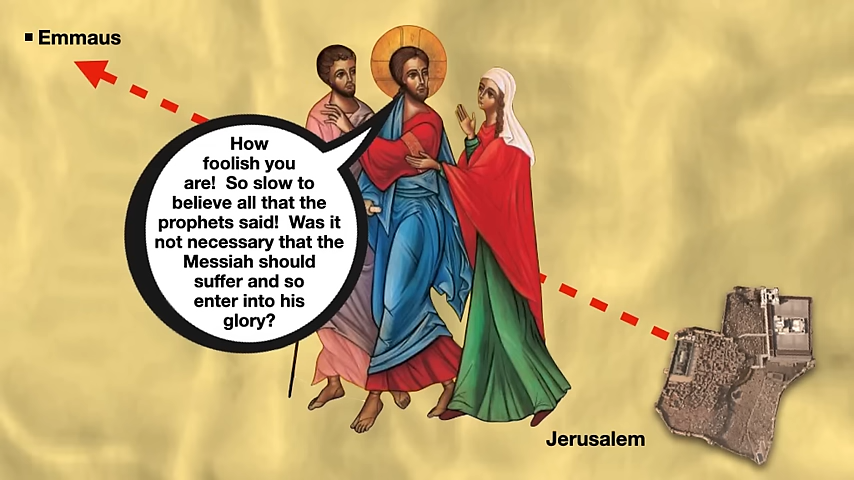 Emmaus
How
foolish you
are! So slow to
believe all that the
prophets said! Was it
not necessary that the
Messiah should
suffer and so
enter into his
glory?
Jerusalem